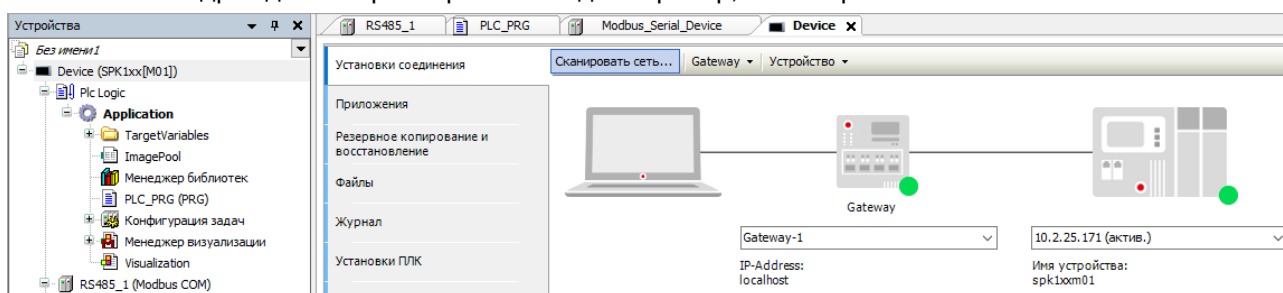 Устройства
Без имени1
Device (SPK1xx[M01])
Plc Logic
Application
TargetVariables
ImagePool
Менеджер библиотек
PLC_PRG (PRG)
Конфигурация задач
Менеджер визуализации
Visualization
RS485_1 (Modbus COM)
RS485_1 PLC_PRG Modbus_Serial_Device Device
Установки соединения
Приложения
Резервное копирование и
восстановление
Файлы
Журнал
Установки ПЛК
Сканировать сеть... Gateway Устройство
Gateway
Gateway-1
IP-Address:
localhost
10.2.25.171 (актив.)
Имя устройства:
spk1xxm01